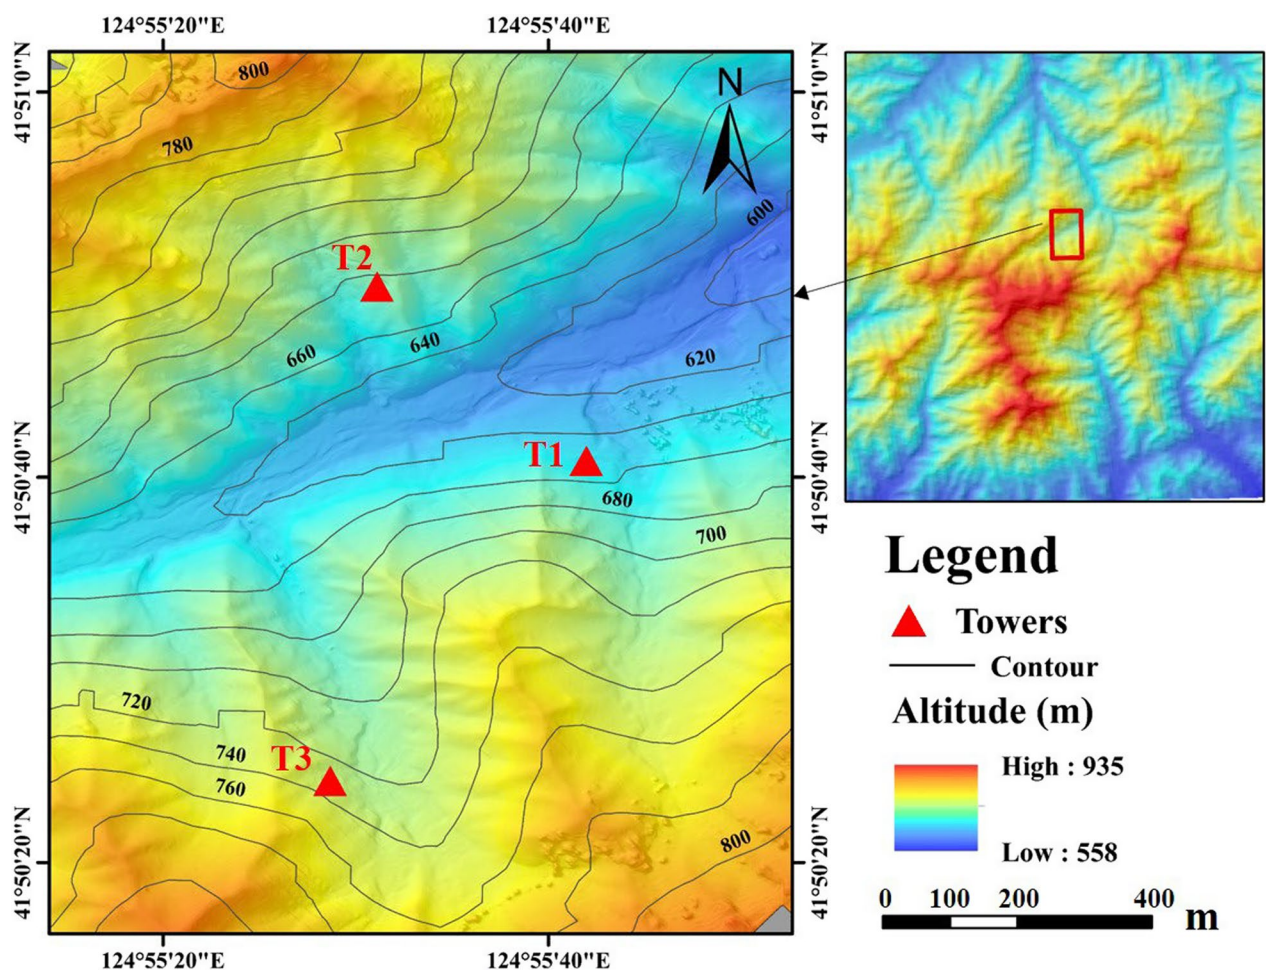 124°55'20"E 124°55'40"E
41°51'0"N
41°50'40"N
41°50'20"N
800
780
N
600
T2
660
640
620
T1
680
700
720
740
T3
760
800
41°51'0"N
41°50'40"N
41°50'20"N
124°55'20"E 124°55'40"E
Legend
Towers
Contour
Altitude (m)
High : 935
Low : 558
0 100 200 400
m